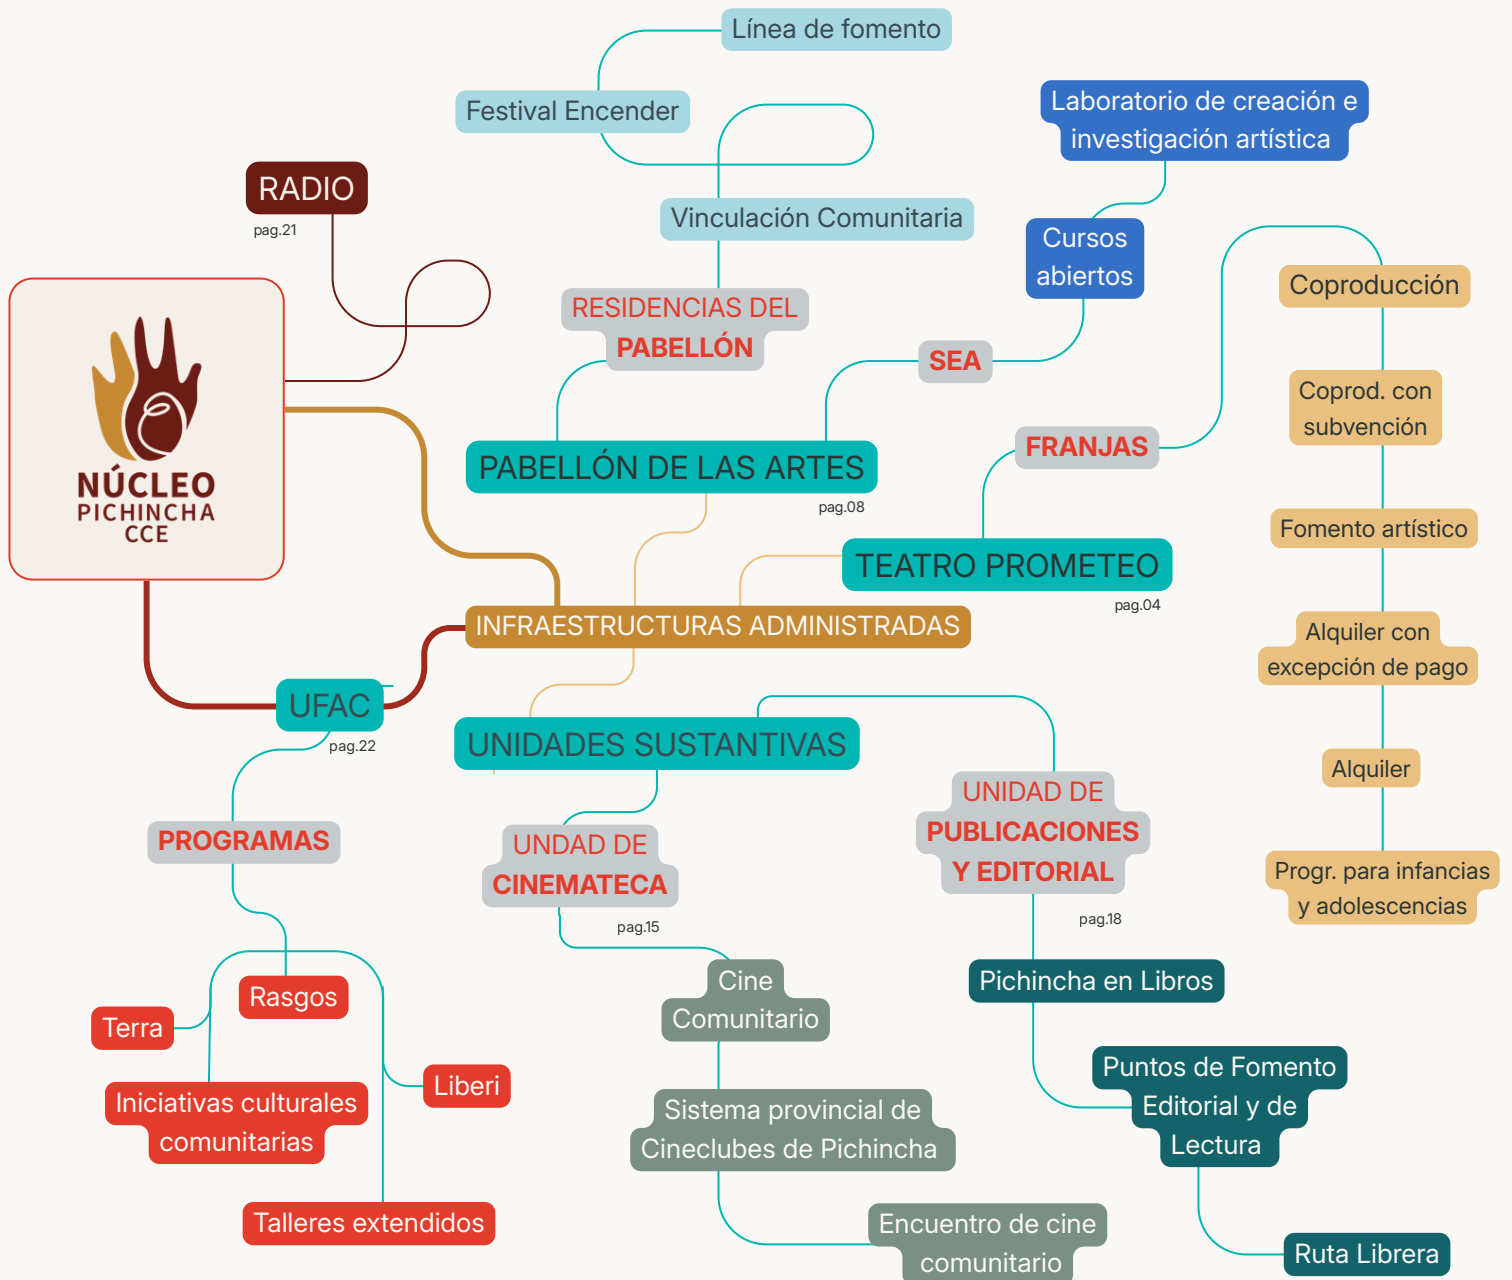 Línea de fomento
Festival Encender
Laboratorio de creación e
investigación artística
RADIO
pag.21
Vinculación Comunitaria
Cursos
abiertos
Coproducción
RESIDENCIAS DEL
PABELLÓN
SEA
Coprod. con
subvención
NÚCLEO
PICHINCHA
CCE
FRANJAS
PABELLÓN DE LAS ARTES
pag.08
Fomento artístico
TEATRO PROMETEO
pag.04
INFRAESTRUCTURAS ADMINISTRADAS
Alquiler con
excepción de pago
UFAC
pag.22
UNIDADES SUSTANTIVAS
Alquiler
UNIDAD DE
PUBLICACIONES
Y EDITORIAL
pag.18
PROGRAMAS
UNDAD DE
CINEMATECA
pag.15
Progr. para infancias
y adolescencias
Cine
Comunitario
Pichincha en Libros
Rasgos
Terra
Liberi
Iniciativas culturales
comunitarias
Sistema provincial de
Cineclubes de Pichincha
Puntos de Fomento
Editorial y de
Lectura
Talleres extendidos
Encuentro de cine
comunitario
Ruta Librera